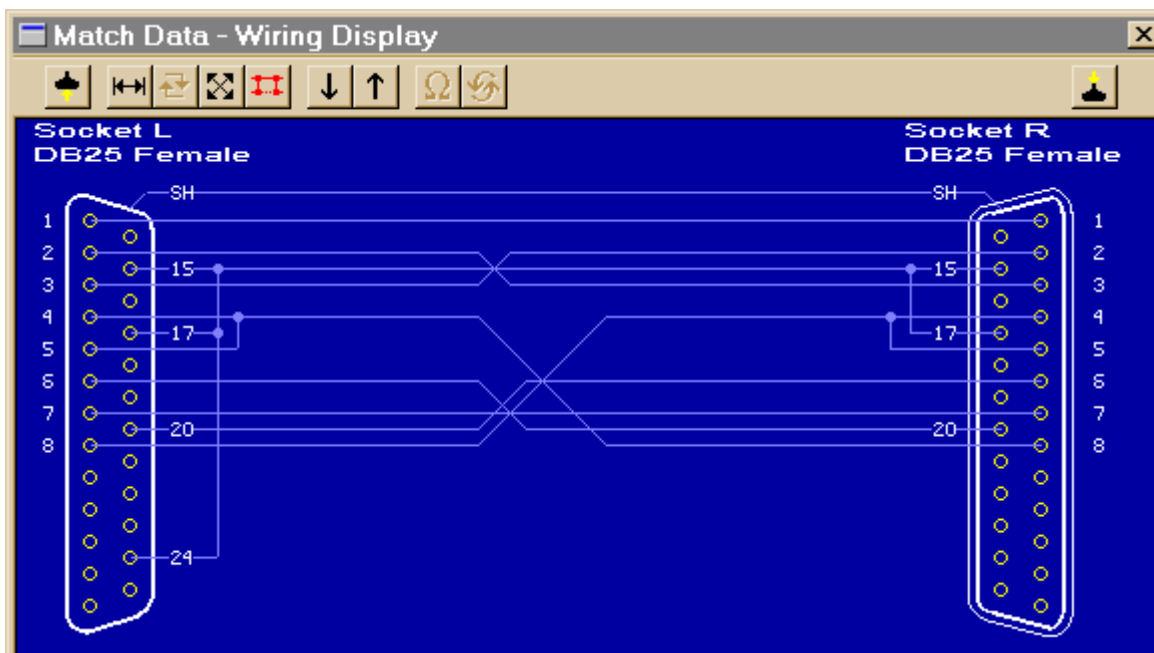 Match Data - Wiring Display
Ω
Socket L
DB25 Female
Socket R
DB25 Female
SH SH
1 1
2 2
15 15
3 3
4 4
17 17
5 5
6 6
7 7
20 20
8 8
24